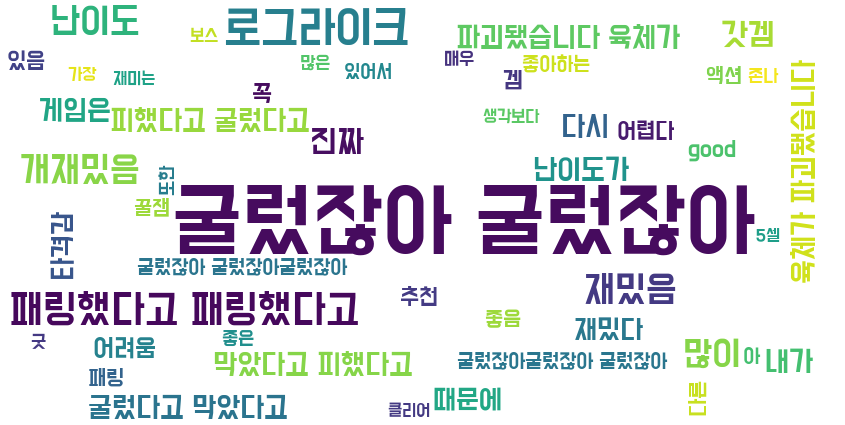 난이도
보스
로그라이크
파괴됐습니다 육체가
갓겜
있음
가장
재미는
많은
있어서
매우
좋아하는
겜
액션
존나
꼭
게임은
피했다고 굴렀다고
진짜
생각보다
다시
어렵다
good
육체가 파괴됐습니다
개재밌음
또한
난이도가
꿀잼
굴렀잖아 굴렀잖아
타격감
5셀
굴렀잖아 굴렀잖아굴렀잖아
패링했다고 패링했다고
추천
재밌음
좋음
재밌다
굿
어려움
좋은
막았다고 피했다고
굴렀잖아굴렀잖아 굴렀잖아
많이
아
내가
패링
굴렀다고 막았다고
클리어
때문에
다른